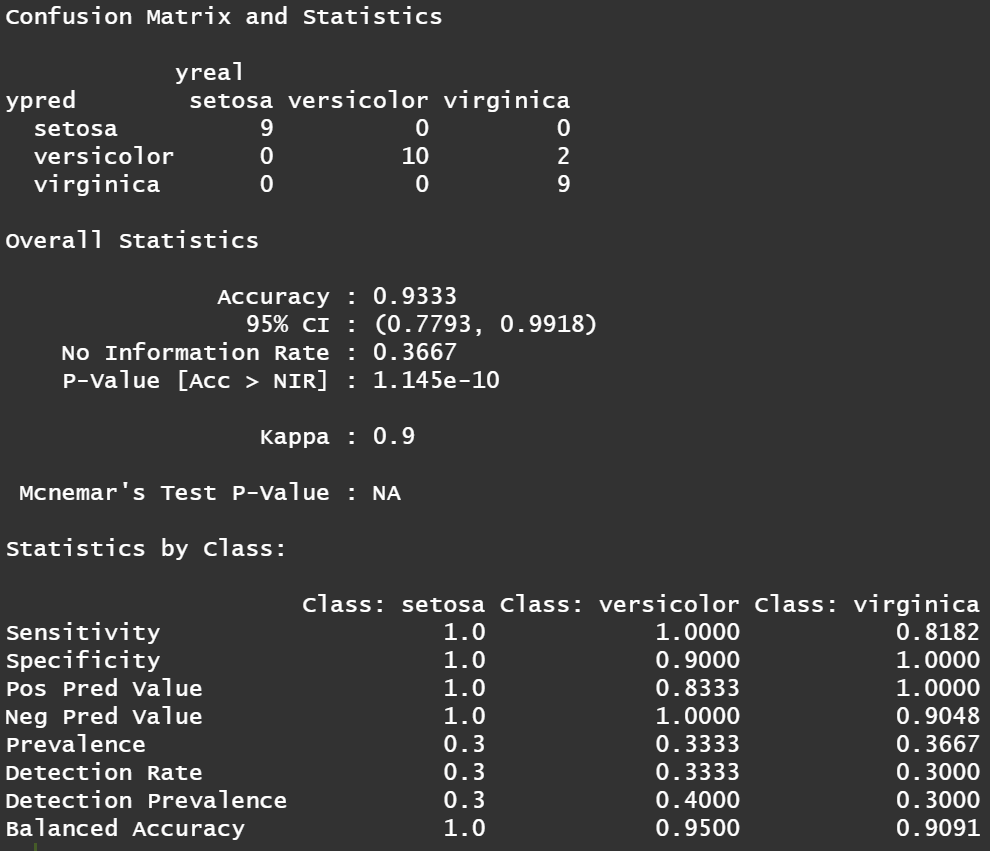 Confusion Matrix and Statistics
yreal
ypred setosa versicolor virginica
setosa 9 0 0
versicolor 0 10 2
virginica 0 0 9
Overall Statistics
Accuracy : 0.9333
95% CI : (0.7793, 0.9918)
No Information Rate : 0.3667
P-Value [Acc > NIR] : 1.145e-10
Kappa : 0.9
Mcnemar's Test P-Value : NA
Statistics by Class:
Class: setosa Class: versicolor Class: virginica
Sensitivity 1.0 1.0000 0.8182
Specificity 1.0 0.9000 1.0000
Pos Pred Value 1.0 0.8333 1.0000
Neg Pred Value 1.0 1.0000 0.9048
Prevalence 0.3 0.3333 0.3667
Detection Rate 0.3 0.3333 0.3000
Detection Prevalence 0.3 0.4000 0.3000
Balanced Accuracy 1.0 0.9500 0.9091